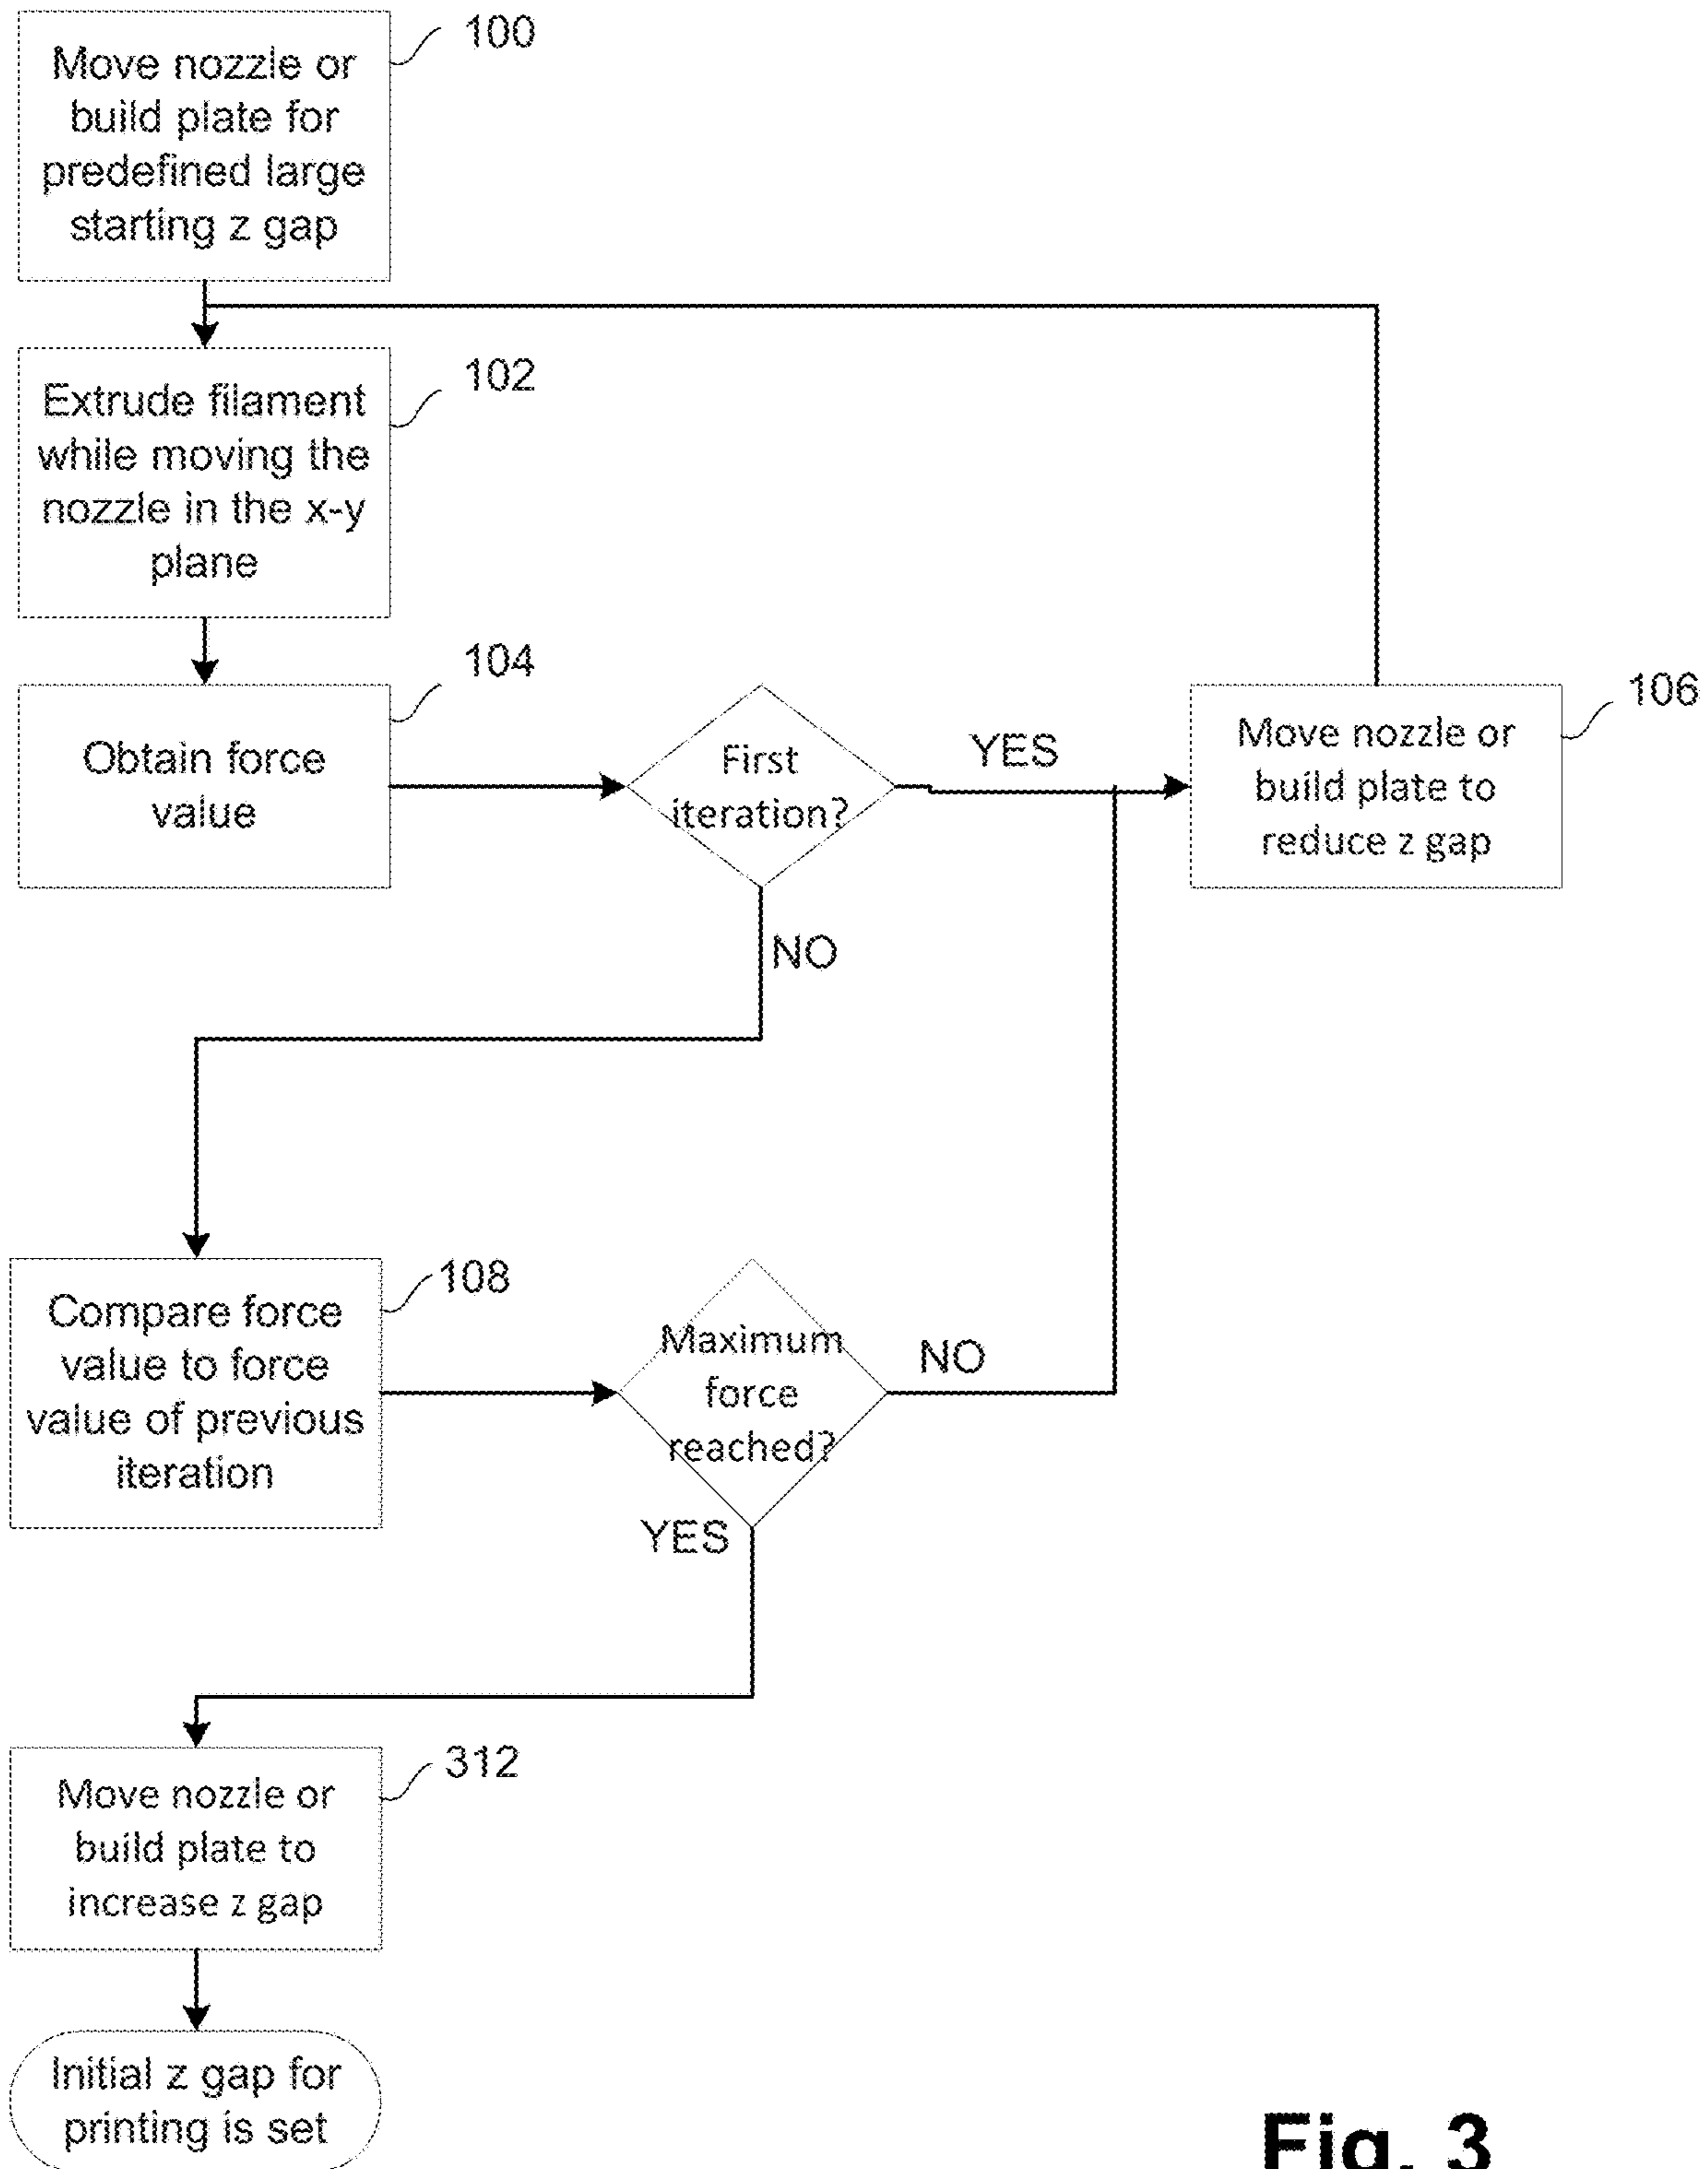 100
Move nozzle or
build plate for
predefined large
starting z gap
102
Extrude filament
while moving the
nozzle in the x-y
plane
104
Obtain force
value
First
iteration?
YES
106
Move nozzle or
build plate to
reduce z gap
NO
108
Compare force
value to force
value of previous
iteration
Maximum
force
reached?
NO
YES
312
Move nozzle or
build plate to
increase z gap
Initial z gap for
printing is set
Fig. 3